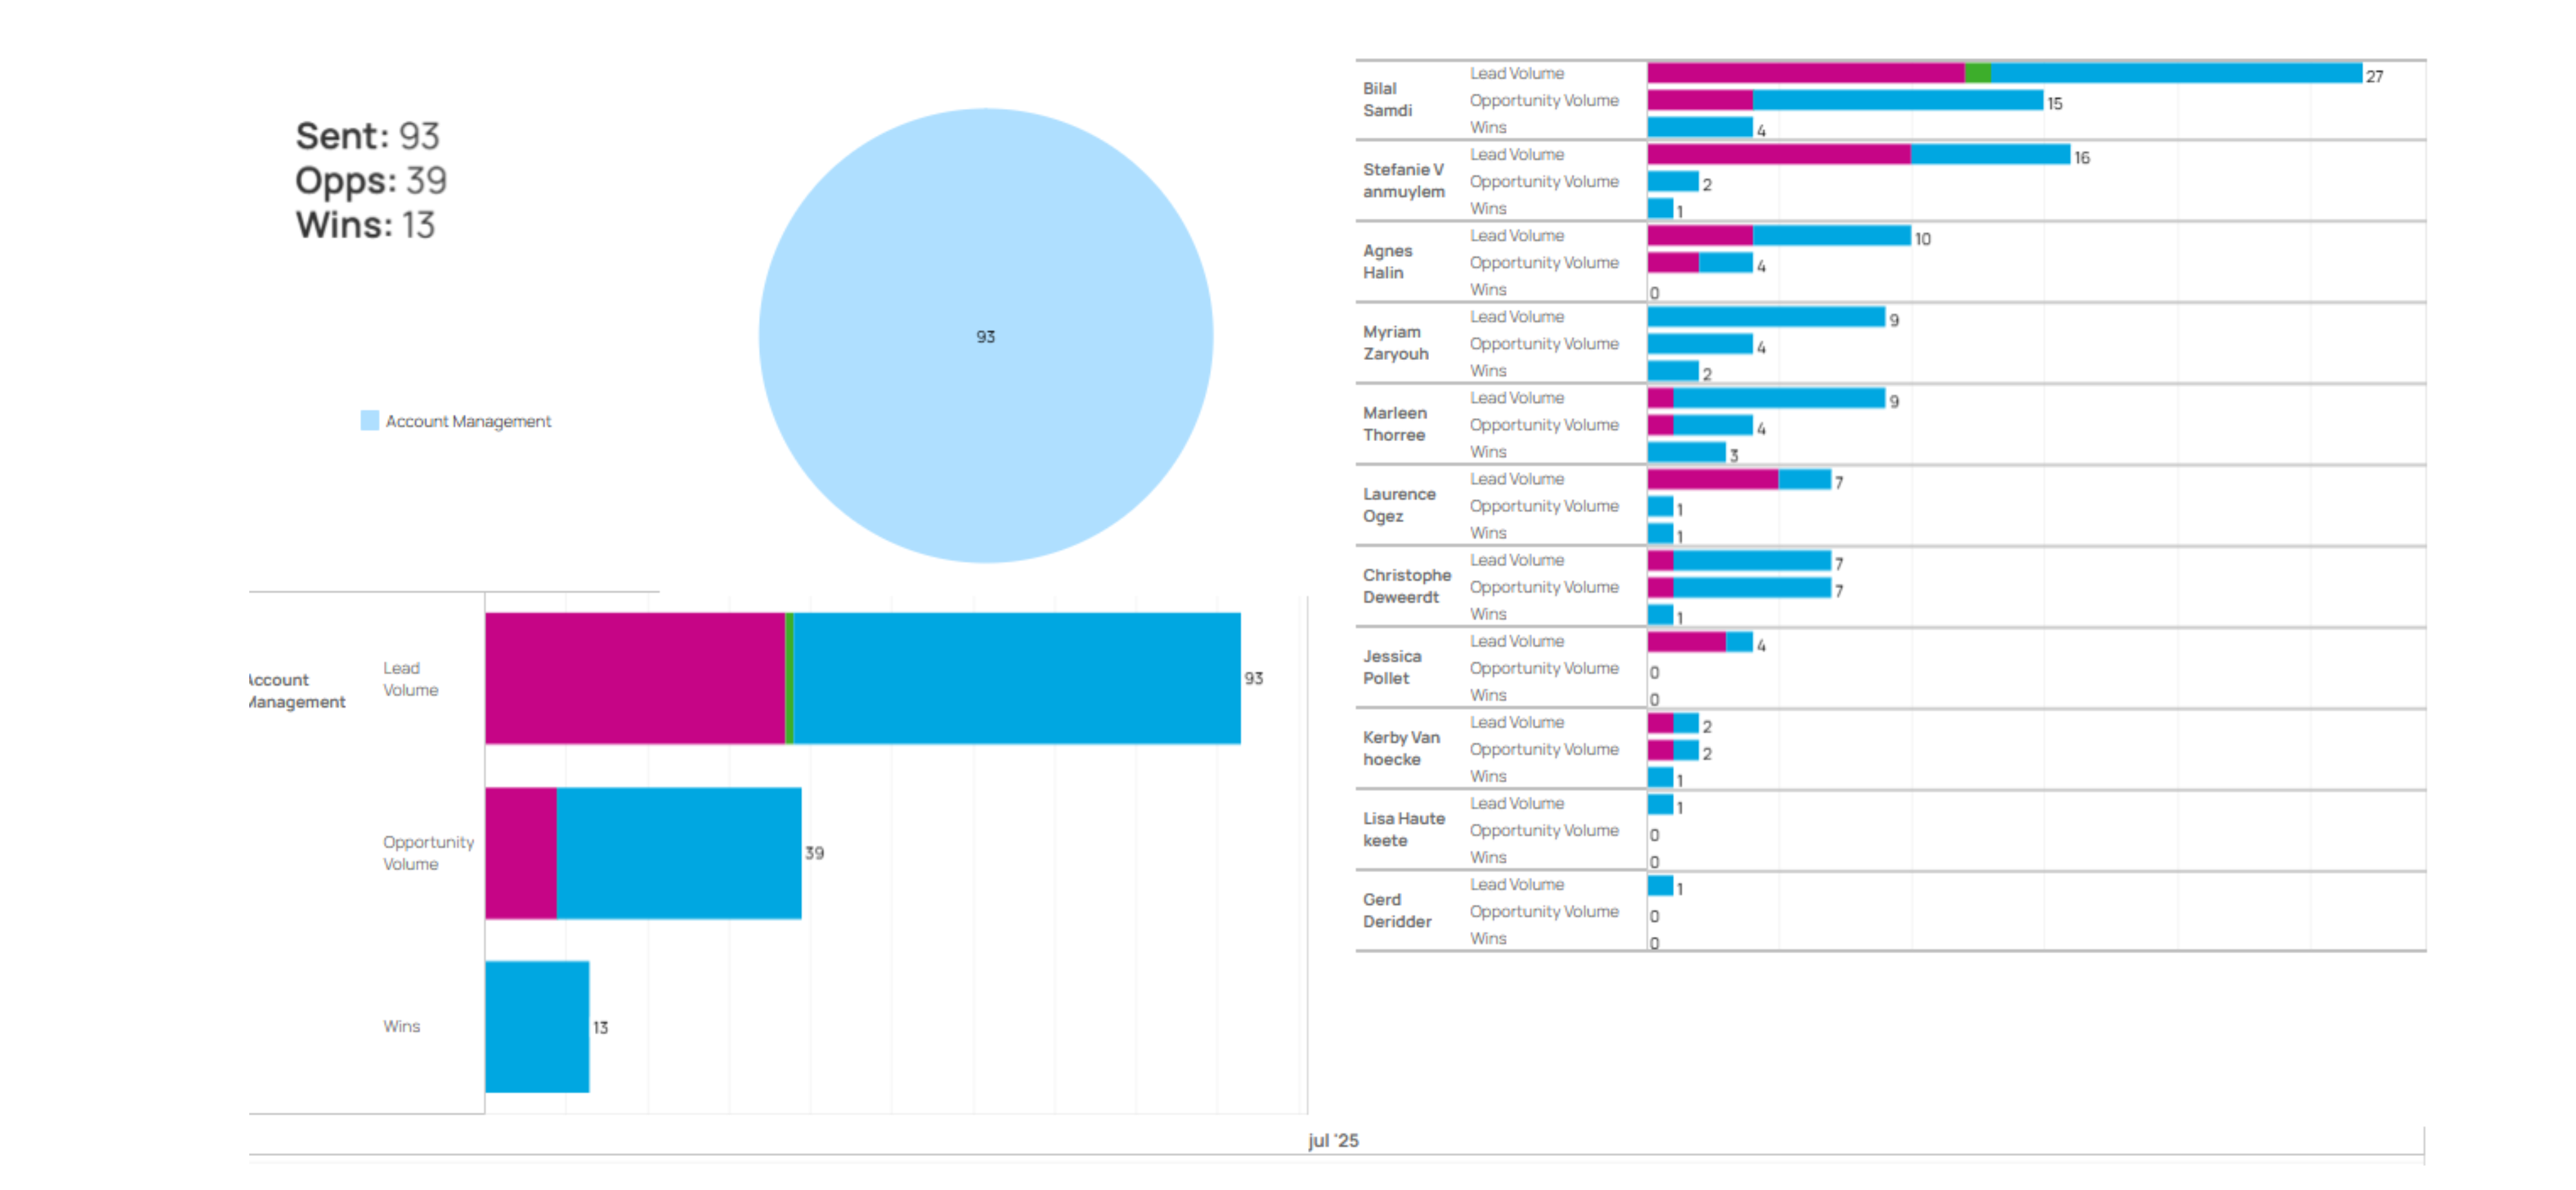 Sent: 93
Opps: 39
Wins: 13
93
Account Management
Account
Management
Lead
Volume
93
Opportunity
Volume
39
Wins
13
Bilal
Samdi
Lead Volume
27
Opportunity Volume
15
Wins
4
Stefanie V
anmuylem
Lead Volume
16
Opportunity Volume
2
Wins
1
Agnes
Halin
Lead Volume
10
Opportunity Volume
4
Wins
0
Myriam
Zaryouh
Lead Volume
9
Opportunity Volume
4
Wins
2
Marleen
Thorree
Lead Volume
9
Opportunity Volume
4
Wins
3
Laurence
Ogez
Lead Volume
7
Opportunity Volume
1
Wins
1
Christophe
Deweerdt
Lead Volume
7
Opportunity Volume
7
Wins
1
Jessica
Pollet
Lead Volume
4
Opportunity Volume
0
Wins
0
Kerby Van
hoecke
Lead Volume
2
Opportunity Volume
2
Wins
1
Lisa Haute
keete
Lead Volume
1
Opportunity Volume
0
Wins
0
Gerd
Deridder
Lead Volume
1
Opportunity Volume
0
Wins
0
jul '25